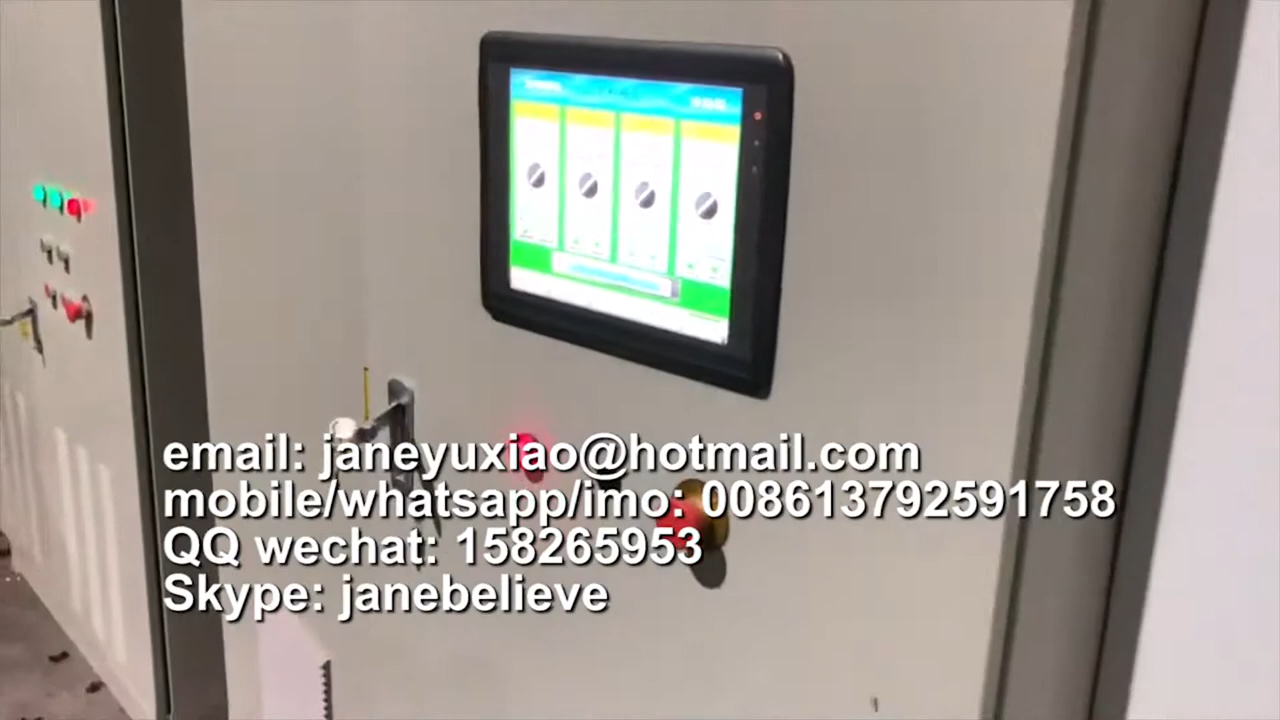 email: janeyuxiao@hotmail.com
mobile/whatsapp/imo: 008613792591758
QQ wechat: 158265953
Skype: janebelieve